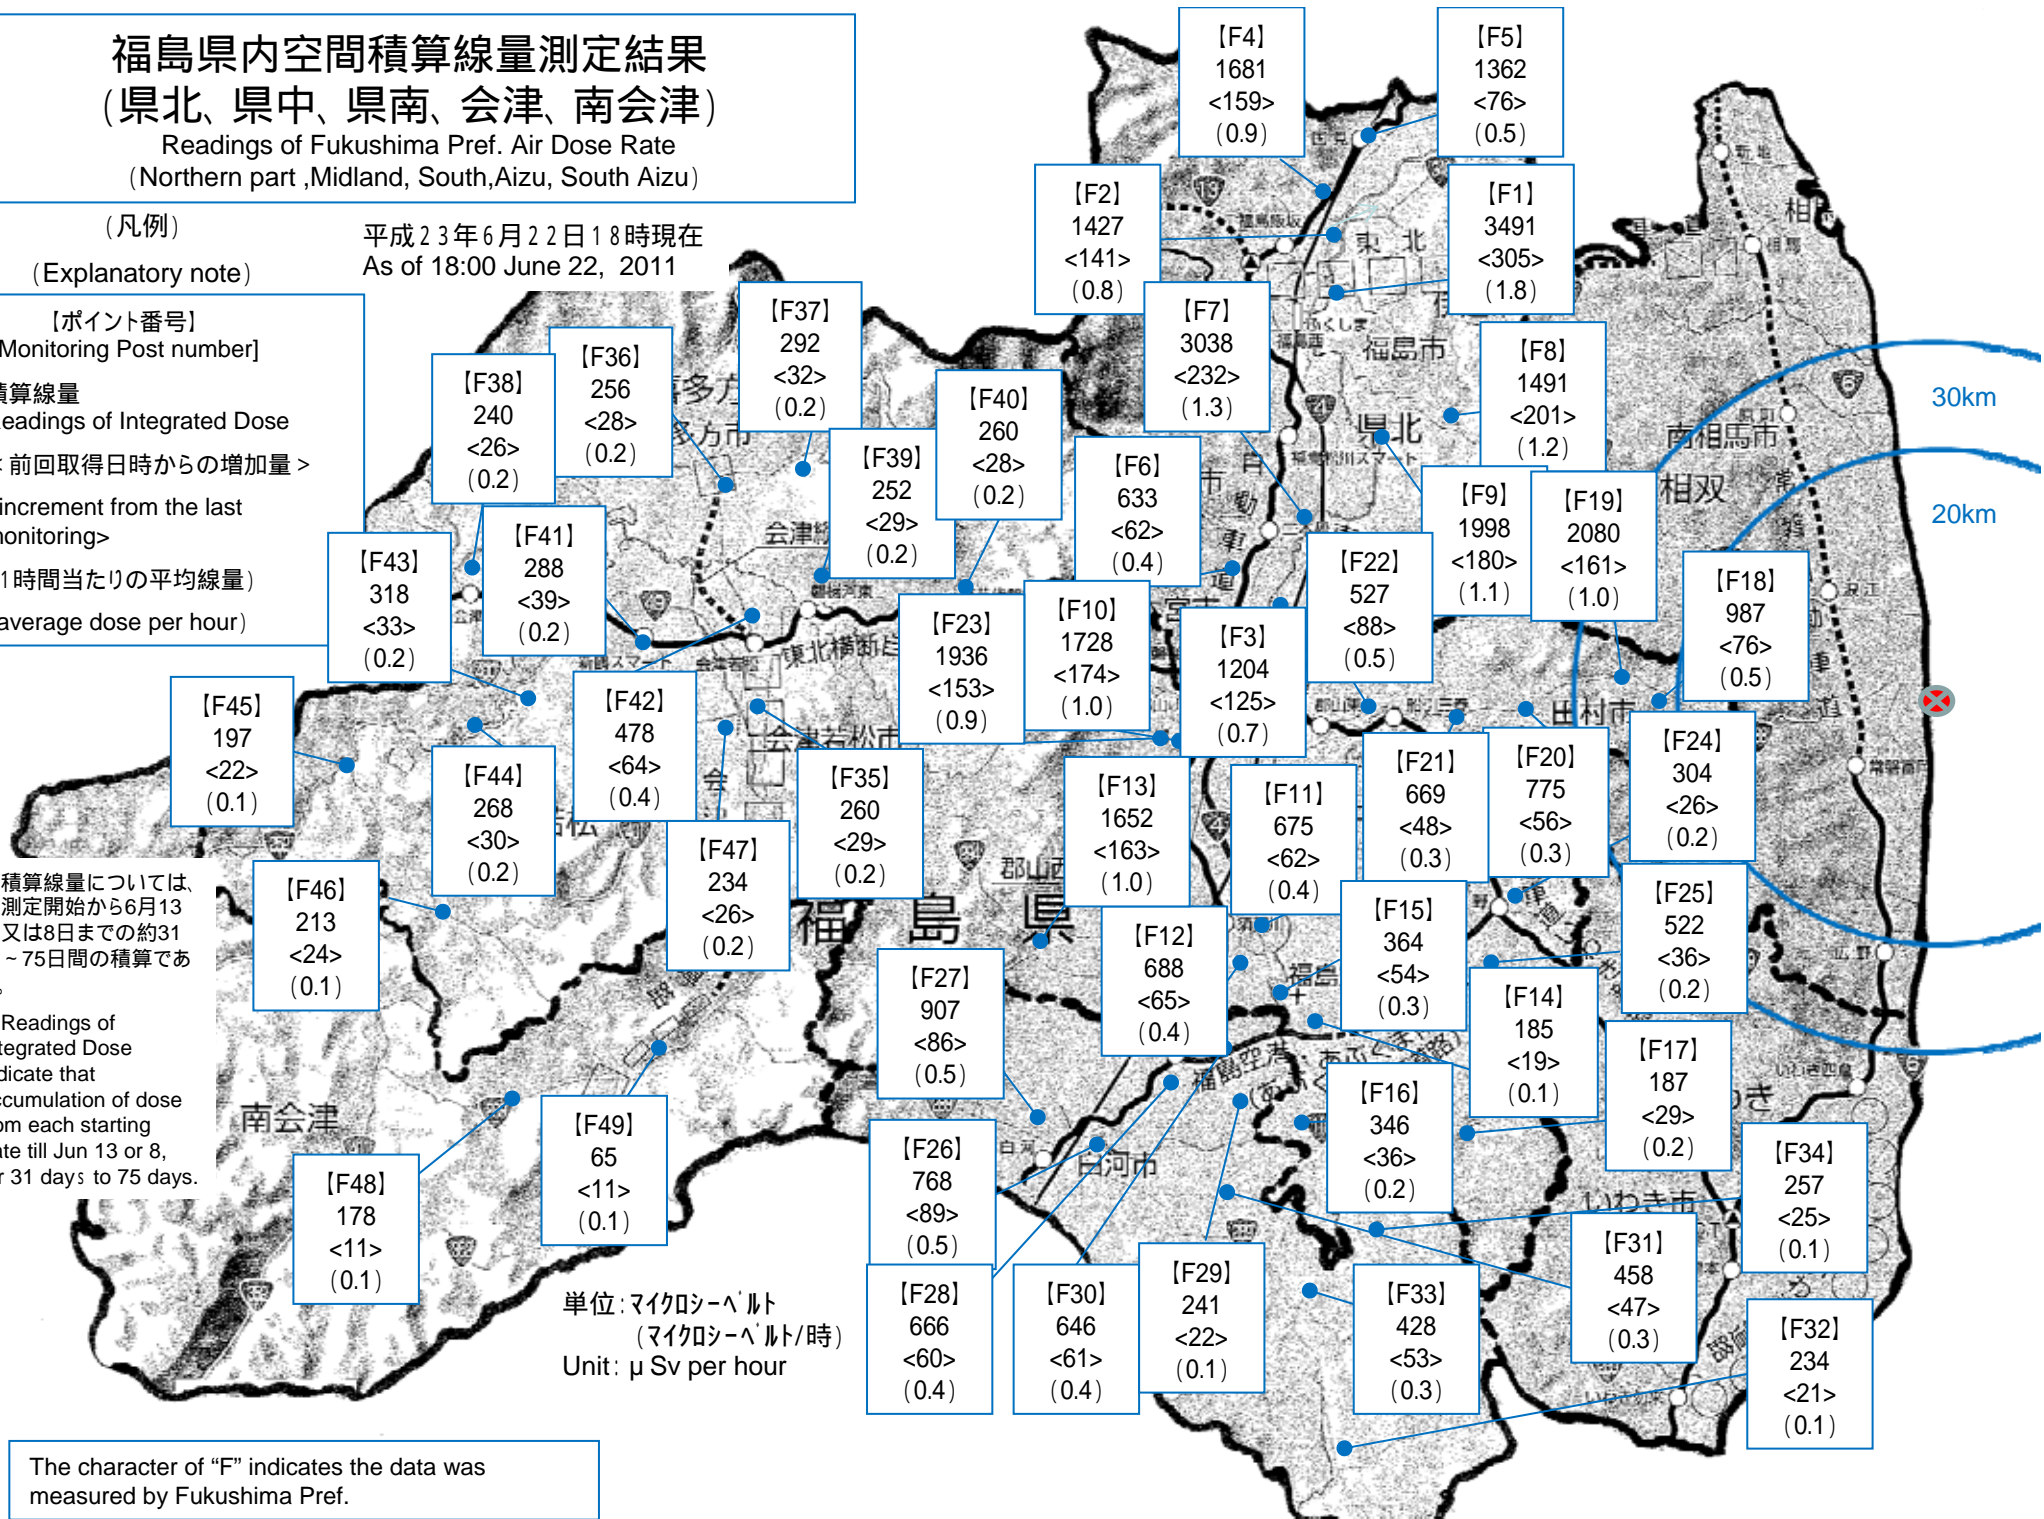 福島県内空間積算線量測定結果
(県北、県中、県南、会津、南会津)
Readings of Fukushima Pref. Air Dose Rate
(Northern part ,Midland, South,Aizu, South Aizu)
(凡例)
(Explanatory note)
平成23年6月22日18時現在
As of 18:00 June 22, 2011
【ポイント番号】
Monitoring Post number]
積算線量
eadings of Integrated Dose
<前回取得日時からの増加量>
increment from the last
monitoring>
1時間当たりの平均線量)
average dose per hour)
【F4】
1681
<159>
(0.9)
【F5】
1362
<76>
(0.5)
【F2】
1427
<141>
(0.8)
【F1】
3491
<305>
(1.8)
【F37】
292
<32>
(0.2)
【F7】
3038
<232>
(1.3)
【F36】
256
<28>
(0.2)
【F8】
1491
<201>
(1.2)
【F38】
240
<26>
(0.2)
【F40】
260
<28>
(0.2)
【F39】
252
<29>
(0.2)
【F6】
633
<62>
(0.4)
【F9】
1998
<180>
(1.1)
【F19】
2080
<161>
(1.0)
【F41】
288
<39>
(0.2)
【F43】
318
<33>
(0.2)
【F22】
527
<88>
(0.5)
【F18】
987
<76>
(0.5)
【F23】
1936
<153>
(0.9)
【F10】
1728
<174>
(1.0)
【F3】
1204
<125>
(0.7)
【F45】
197
<22>
(0.1)
【F42】
478
<64>
(0.4)
【F44】
268
<30>
(0.2)
【F35】
260
<29>
(0.2)
【F13】
1652
<163>
(1.0)
【F11】
675
<62>
(0.4)
【F21】
669
<48>
(0.3)
【F20】
775
<56>
(0.3)
【F24】
304
<26>
(0.2)
【F47】
234
<26>
(0.2)
【F46】
213
<24>
(0.1)
【F12】
688
<65>
(0.4)
【F15】
364
<54>
(0.3)
【F25】
522
<36>
(0.2)
【F27】
907
<86>
(0.5)
【F14】
185
<19>
(0.1)
【F17】
187
<29>
(0.2)
【F16】
346
<36>
(0.2)
【F49】
65
<11>
(0.1)
【F48】
178
<11>
(0.1)
【F26】
768
<89>
(0.5)
【F34】
257
<25>
(0.1)
【F31】
458
<47>
(0.3)
【F28】
666
<60>
(0.4)
【F30】
646
<61>
(0.4)
【F29】
241
<22>
(0.1)
【F33】
428
<53>
(0.3)
【F32】
234
<21>
(0.1)
30km
20km
東北
福島市
県北
南相馬市
相双
田村市
会津若松市
福島県
南会津
白河市
いわき市
積算線量については、
測定開始から6月13
又は8日までの約31
~75日間の積算であ
。
Readings of
tegrated Dose
dicate that
ccumulation of dose
om each starting
ate till Jun 13 or 8,
r 31 days to 75 days.
単位:マイクロシーベルト
(マイクロシーベルト/時)
Unit: μ Sv per hour
The character of “F” indicates the data was
measured by Fukushima Pref.